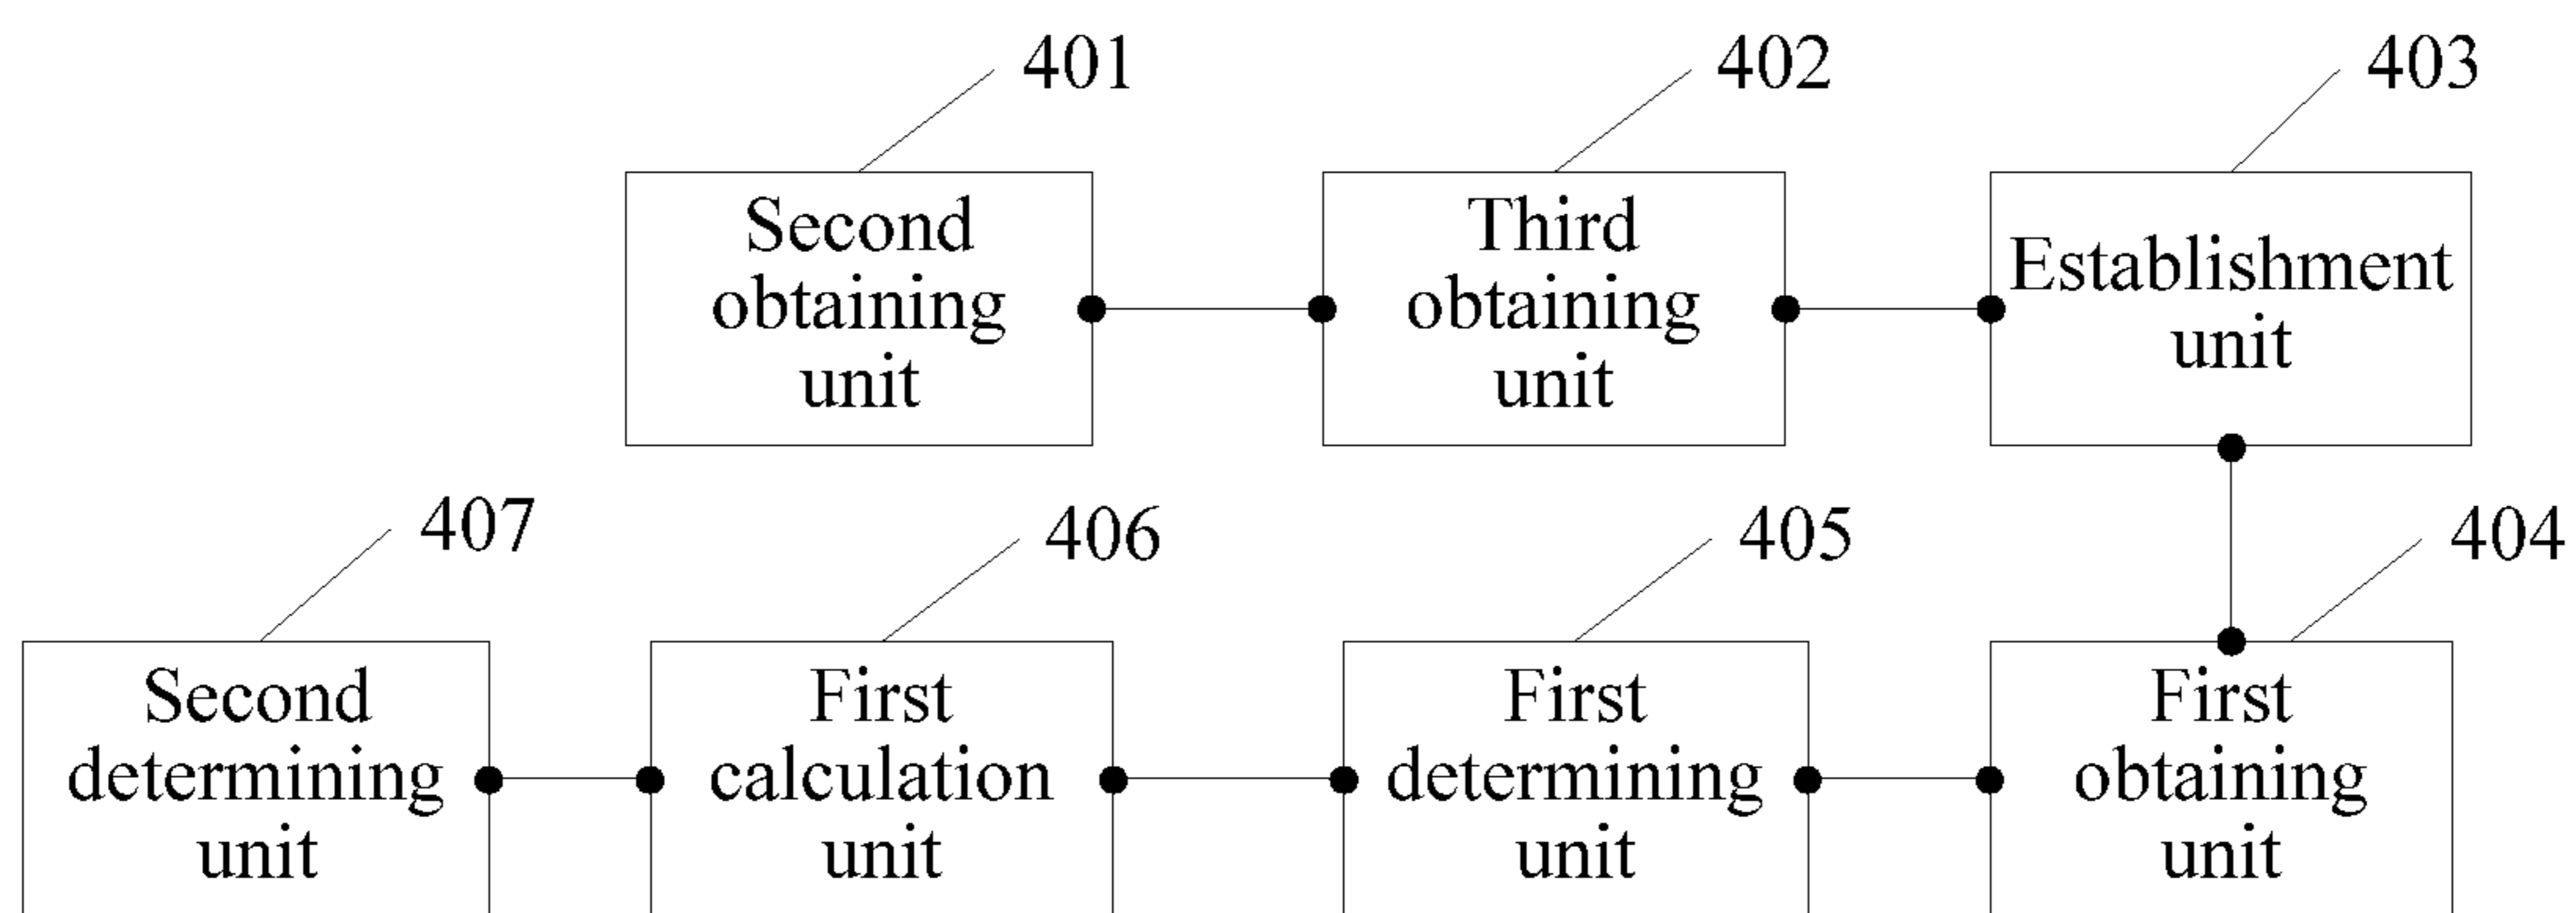 401
402
403
Second
obtaining
unit
Third
obtaining
unit
Establishment
unit
407
406
405
404
Second
determining
unit
First
calculation
unit
First
determining
unit
First
obtaining
unit